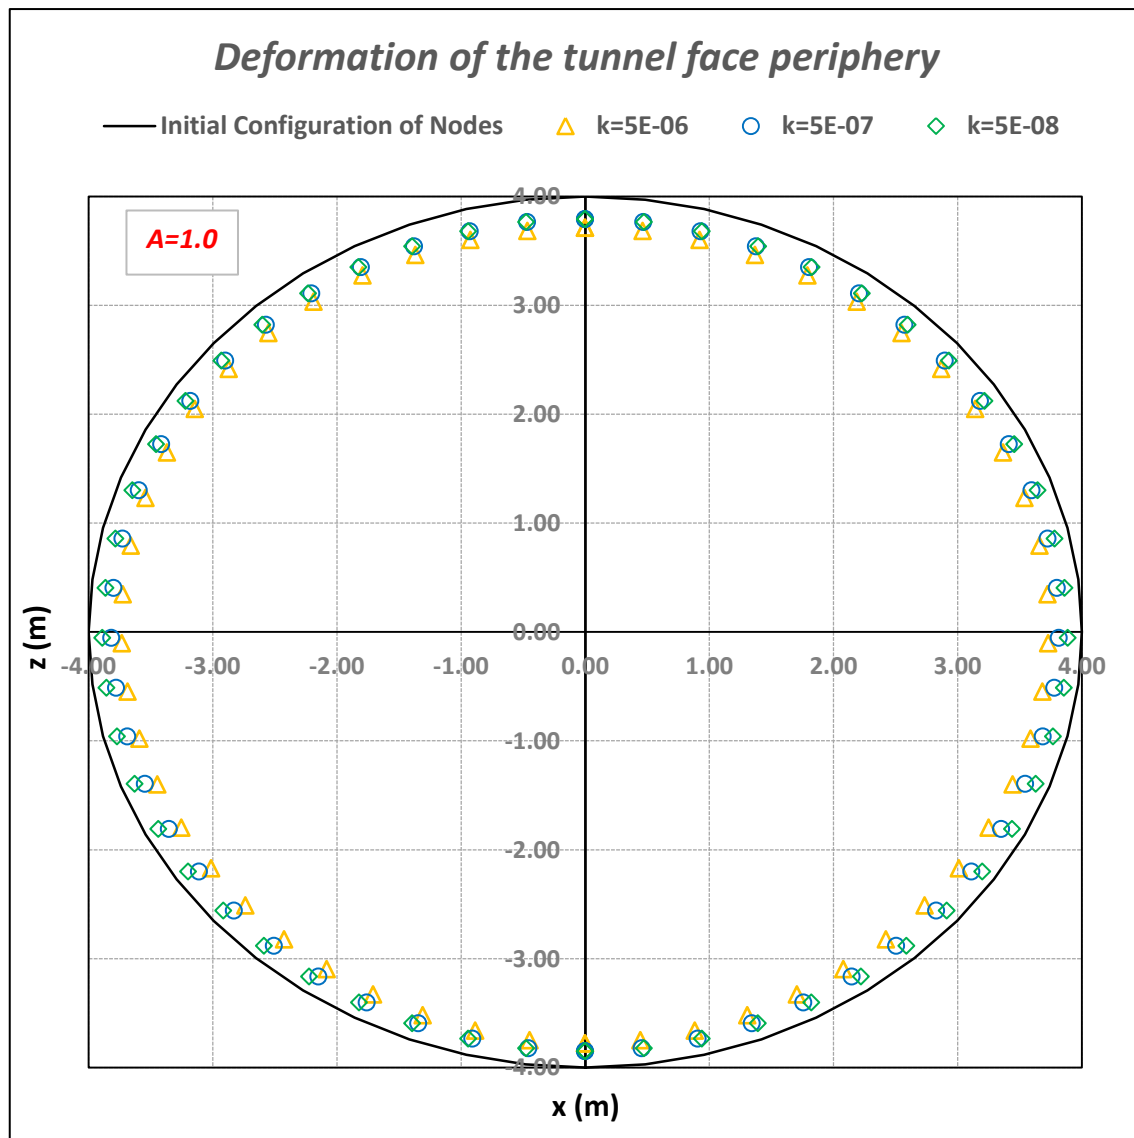 Deformation of the tunnel face periphery
Initial Configuration of Nodes k=5E-06 k=5E-07 k=5E-08
A=1.0
4.00
3.00
2.00
1.00
0.00
-1.00
-2.00
-3.00
-4.00
-4.00 -3.00 -2.00 -1.00 0.00 1.00 2.00 3.00 4.00
z (m)
x (m)